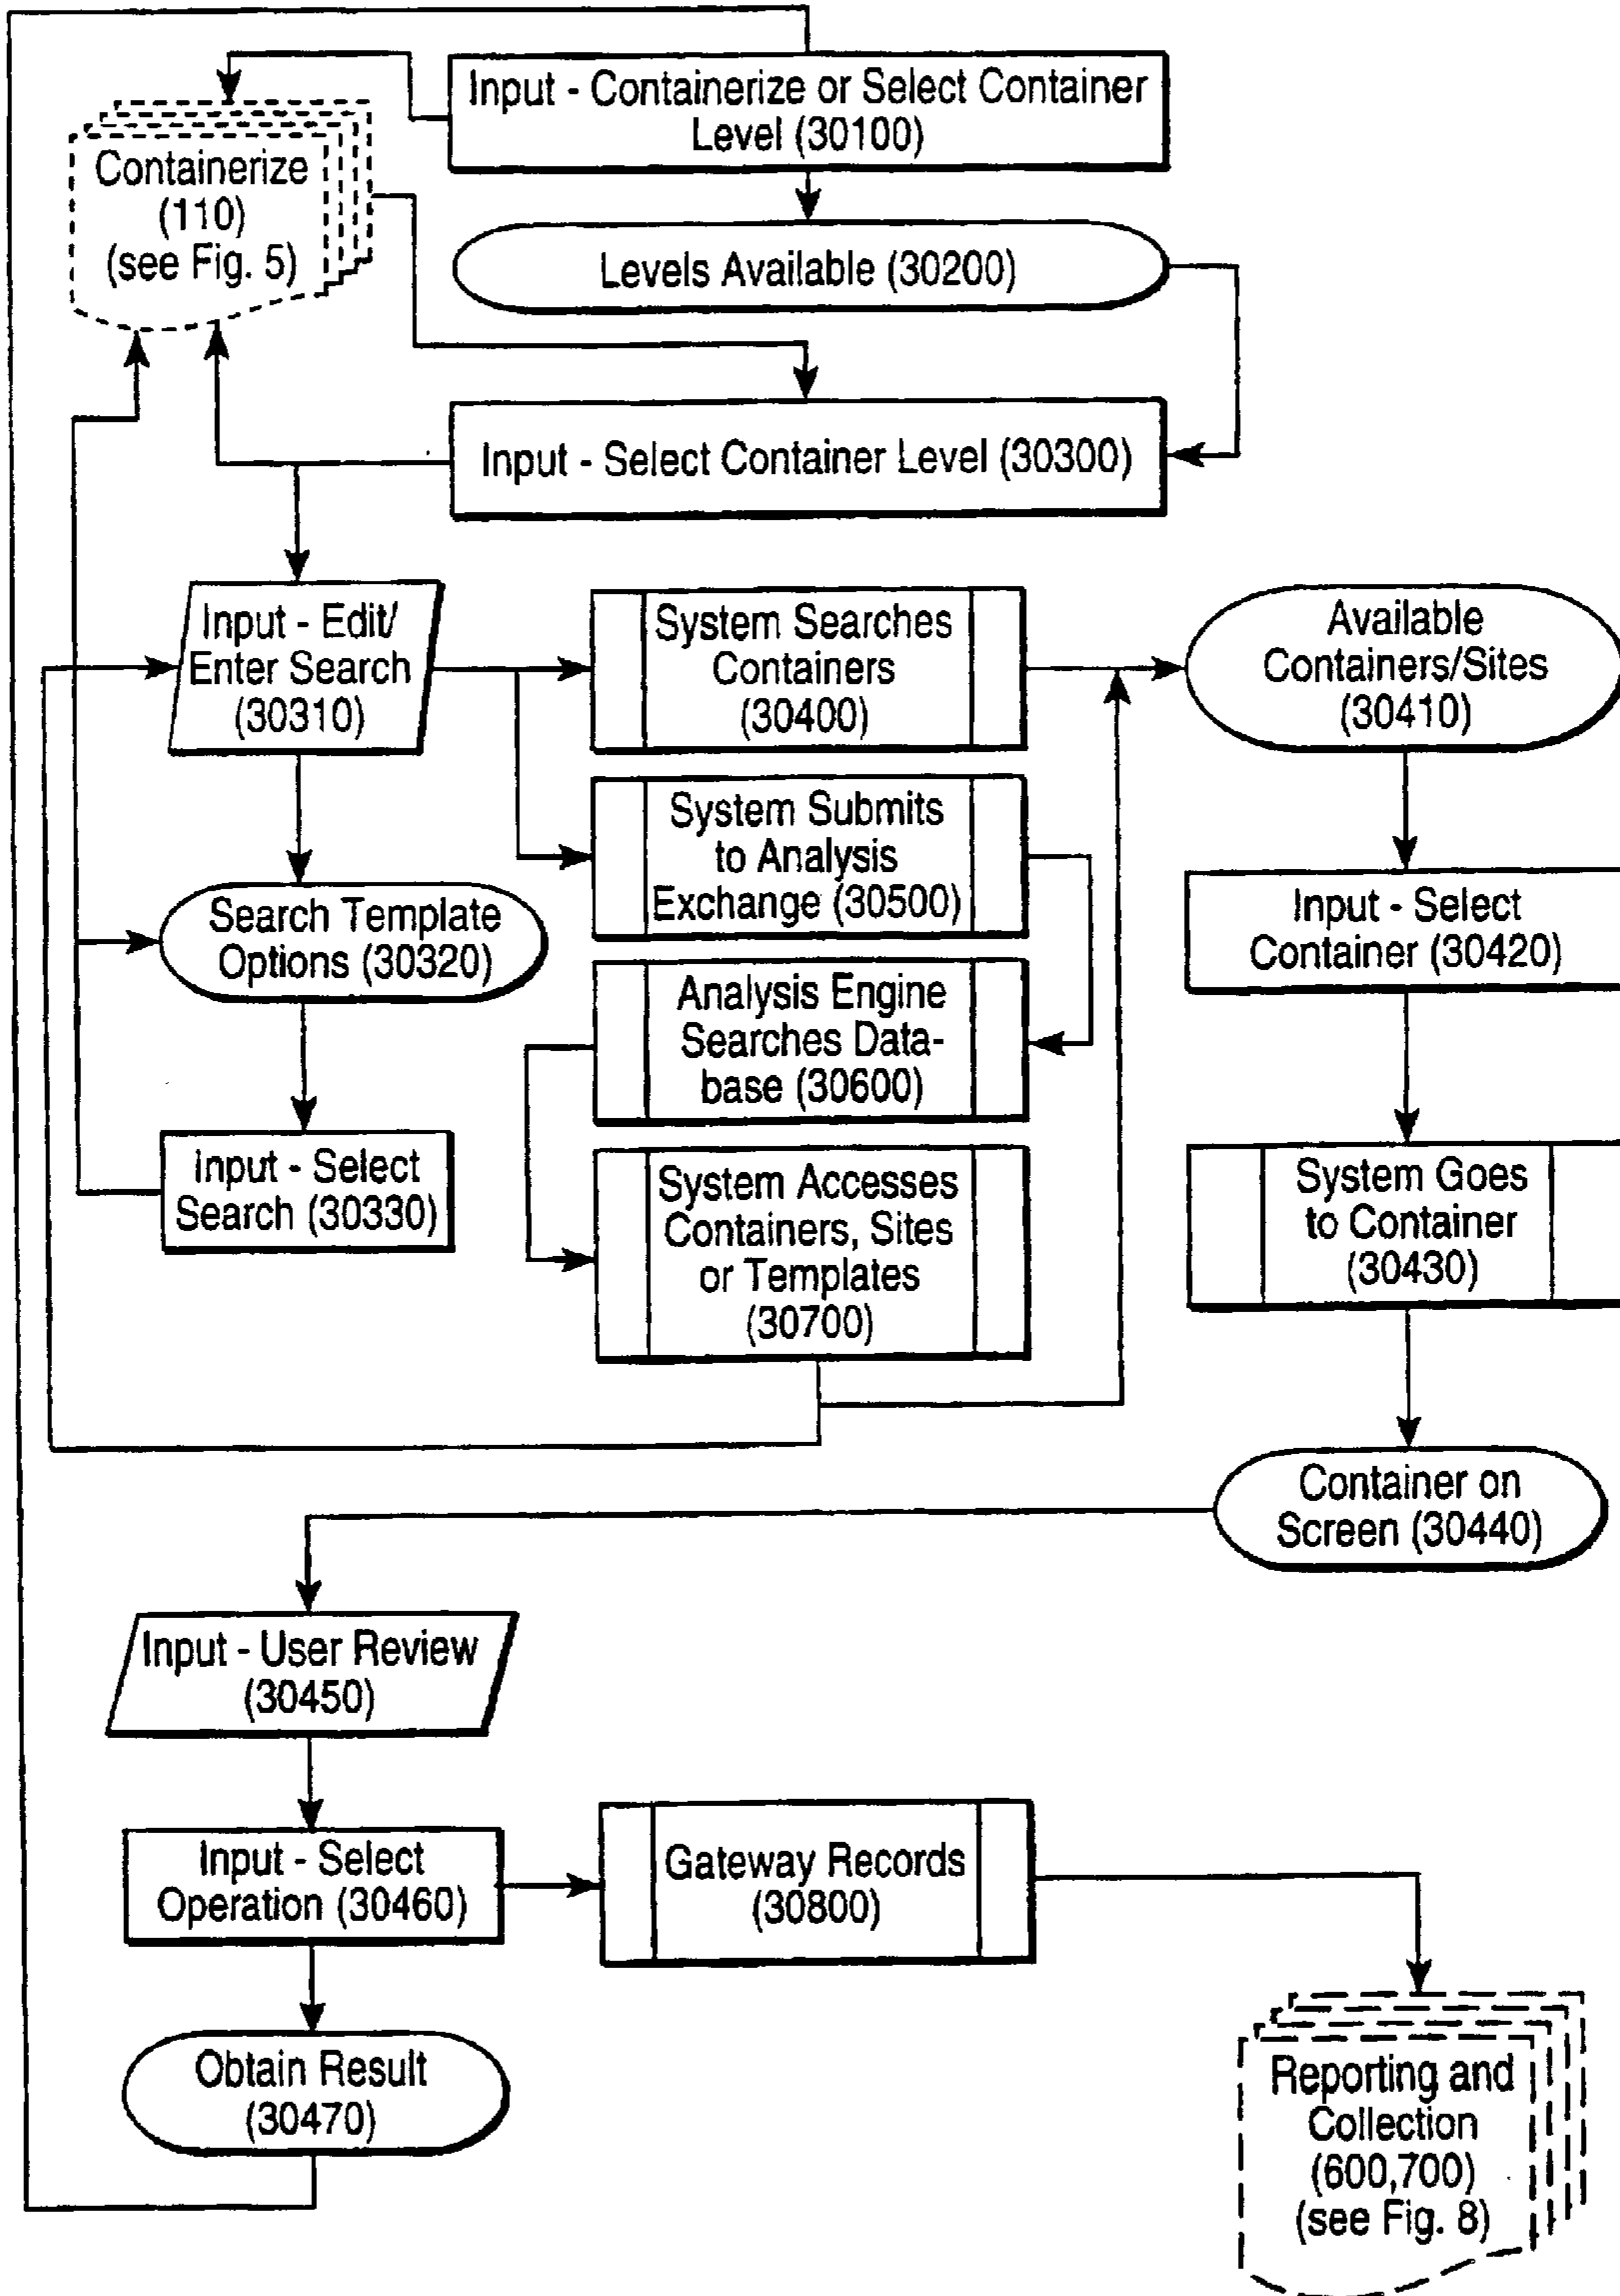 Input - Containerize or Select Container
Level (30100)
Containerize
(110)
(see Fig. 5)
Levels Available (30200)
Input - Select Container Level (30300)
Input - Edit/
Enter Search
(30310)
System Searches
Containers
(30400)
Available
Containers/Sites
(30410)
System Submits
to Analysis
Exchange (30500)
Search Template
Options (30320)
Input - Select
Container (30420)
Analysis Engine
Searches Data-
base (30600)
Input - Select
Search (30330)
System Accesses
Containers, Sites
or Templates
(30700)
System Goes
to Container
(30430)
Container on
Screen (30440)
Input - User Review
(30450)
Input - Select
Operation (30460)
Gateway Records
(30800)
Obtain Result
(30470)
Reporting and
Collection
(600,700)
(see Fig. 8)